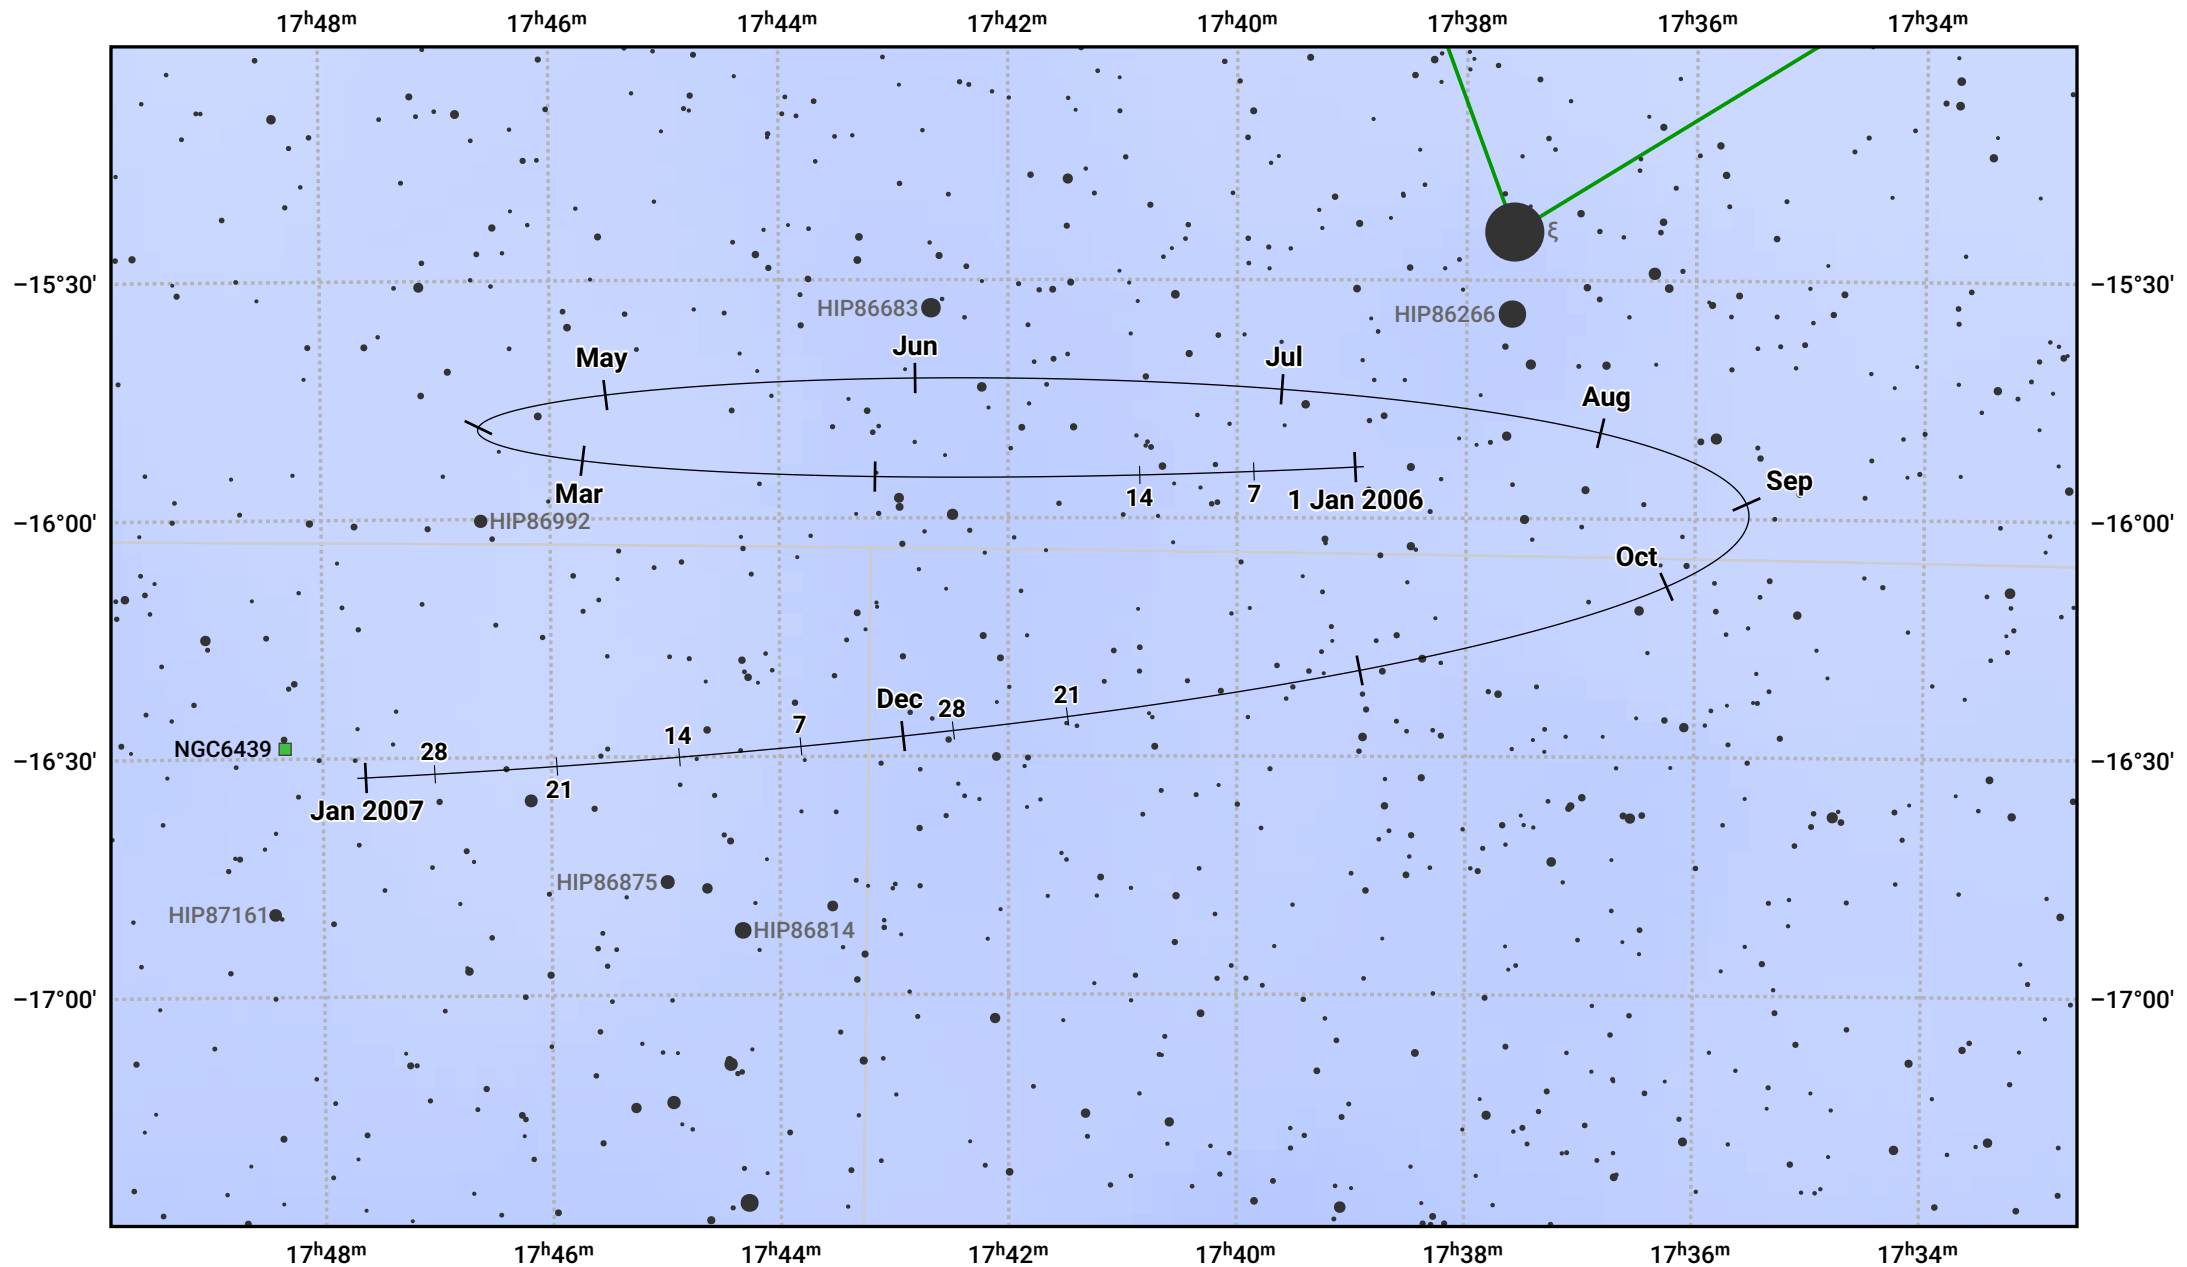 17ʰ48ᵐ 17ʰ46ᵐ 17ʰ44ᵐ 17ʰ42ᵐ 17ʰ40ᵐ 17ʰ38ᵐ 17ʰ36ᵐ 17ʰ34ᵐ
ξ
−15°30' −15°30'
HIP86683 HIP86266
May Jun Jul
Aug
Sep
Mar 14 7 1 Jan 2006
HIP86992
−16°00' −16°00'
Oct
Dec 28 21
14 7
NGC6439 28
−16°30' −16°30'
21
Jan 2007
HIP86875
HIP87161 HIP86814
−17°00' −17°00'
17ʰ48ᵐ 17ʰ46ᵐ 17ʰ44ᵐ 17ʰ42ᵐ 17ʰ40ᵐ 17ʰ38ᵐ 17ʰ36ᵐ 17ʰ34ᵐ